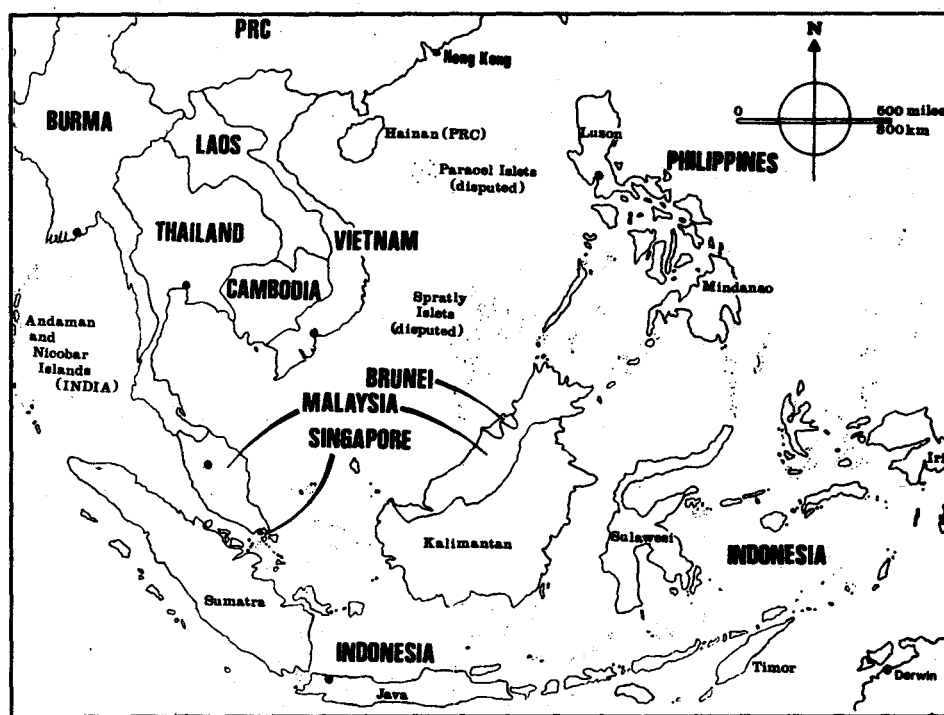 PRC
Hong Kong
N
0
500 miles
800 km
BURMA
LAOS
Hainan (PRC)
Luzon
Paracel Islets
(disputed)
PHILIPPINES
THAILAND
VIETNAM
CAMBODIA
Mindanao
Spratly
Islets
(disputed)
Andaman
and
Nicobar
Islands
(INDIA)
BRUNEI
MALAYSIA
SINGAPORE
Iri
Kalimantan
Sulawesi
INDONESIA
Sumatra
INDONESIA
Timor
Darwin
Java